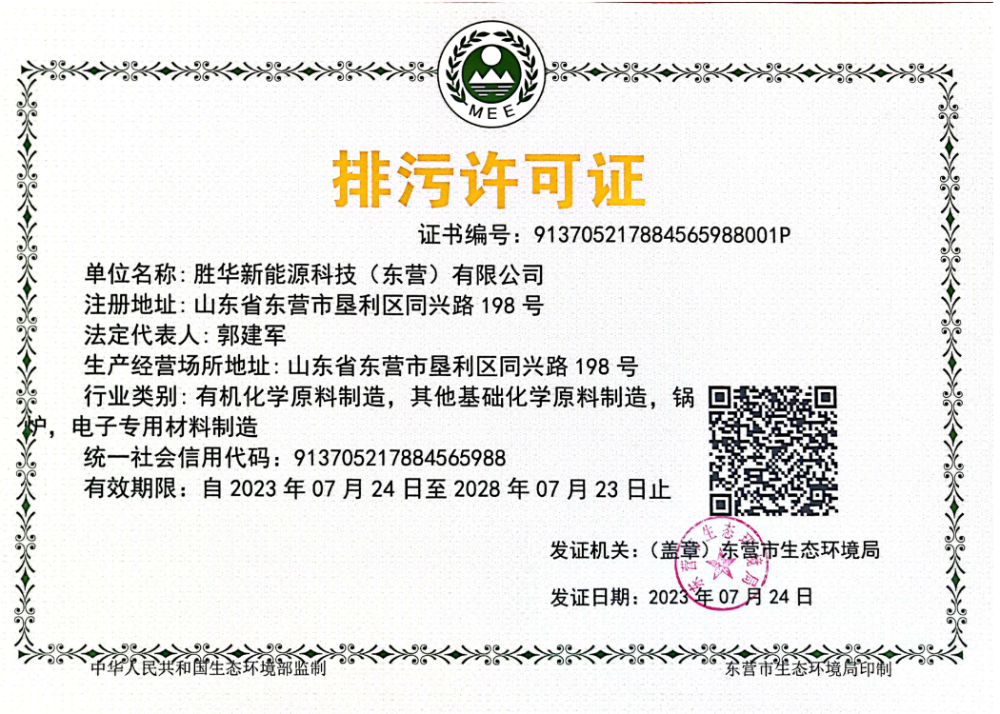 MEE
排污许可证
证书编号：913705217884565988001P
单位名称：胜华新能源科技（东营）有限公司
注册地址：山东省东营市垦利区同兴路 198 号
法定代表人：郭建军
生产经营场所地址：山东省东营市垦利区同兴路 198 号
行业类别：有机化学原料制造，其他基础化学原料制造，锅
炉，电子专用材料制造
统一社会信用代码：913705217884565988
有效期限：自 2023 年 07 月 24 日至 2028 年 07 月 23 日止
发证机关：（盖章）东营市生态环境局
东营市生态环境局
发证日期：2023 年 07 月 24 日
中华人民共和国生态环境部监制
东营市生态环境局印制